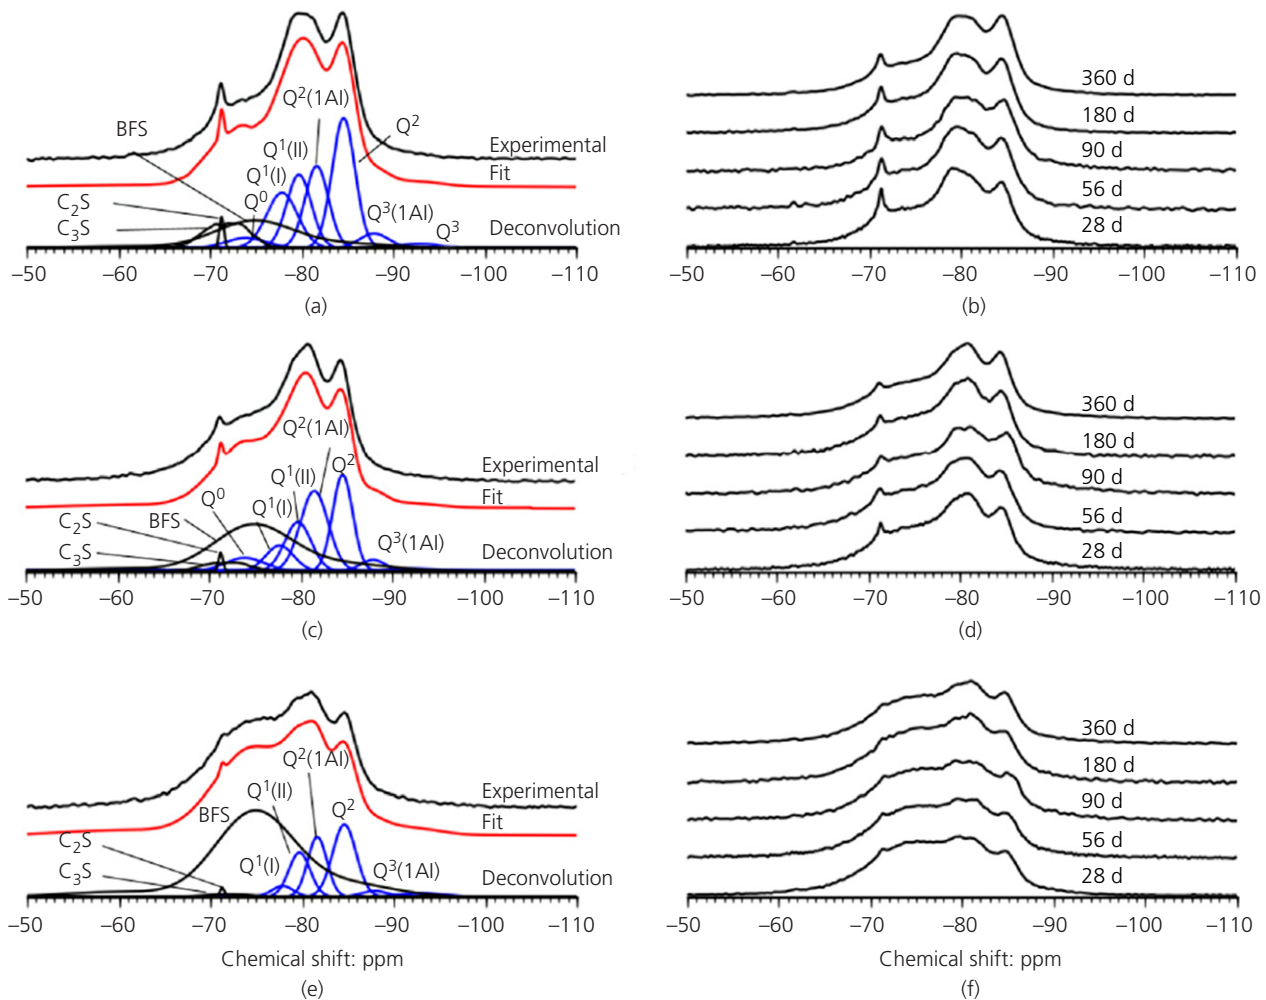 Q²(1Al)
BFS
Q²
Q¹(II)
Experimental
Q¹(I)
Fit
C₂S
Q⁰
Q³(1Al)
C₃S
Q³
Deconvolution
–50 –60 –70 –80 –90 –100 –110
(a)
360 d
180 d
90 d
56 d
28 d
–50 –60 –70 –80 –90 –100 –110
(b)
Q²(1Al)
Q¹(II)
Q²
Experimental
Q⁰
Q¹(I)
Fit
C₂S
BFS
Q³(1Al)
C₃S
Deconvolution
–50 –60 –70 –80 –90 –100 –110
(c)
360 d
180 d
90 d
56 d
28 d
–50 –60 –70 –80 –90 –100 –110
(d)
Q²(1Al)
Q¹(II)
Experimental
BFS
Q²
Fit
C₂S
Q¹(I)
Q³(1Al)
C₃S
Deconvolution
–50 –60 –70 –80 –90 –100 –110
Chemical shift: ppm
(e)
360 d
180 d
90 d
56 d
28 d
–50 –60 –70 –80 –90 –100 –110
Chemical shift: ppm
(f)